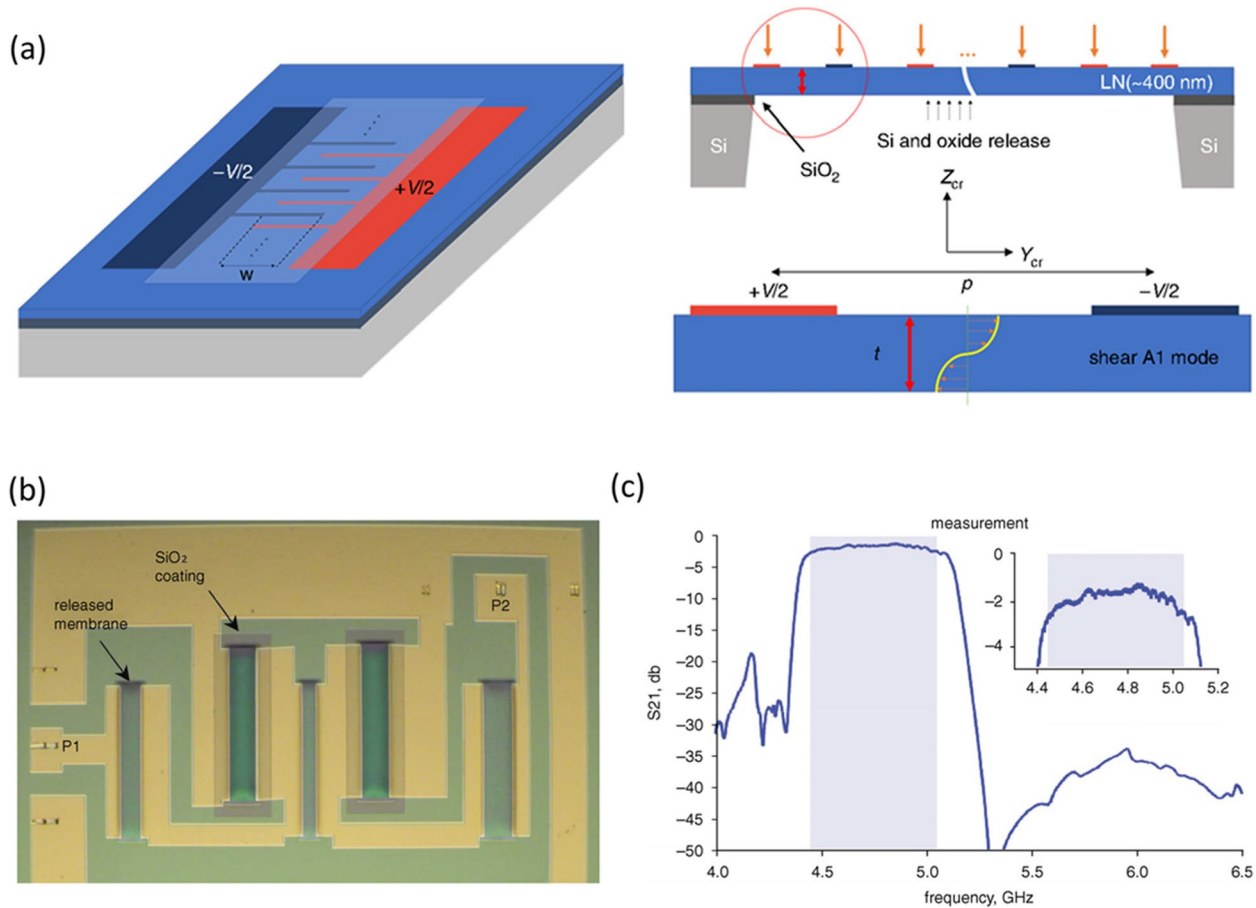 (a)
−V/2
+V/2
w
...
LN(~400 nm)
Si
SiO2
Si and oxide release
Si
Zcr
Ycr
p
+V/2
−V/2
t
shear A1 mode
(b)
SiO₂
coating
released
membrane
P2
P1
(c)
measurement
0
−5
−10
−15
−20
−25
−30
−35
−40
−45
−50
S21, db
0
−2
−4
4.4 4.6 4.8 5.0 5.2
4.0 4.5 5.0 5.5 6.0 6.5
frequency, GHz